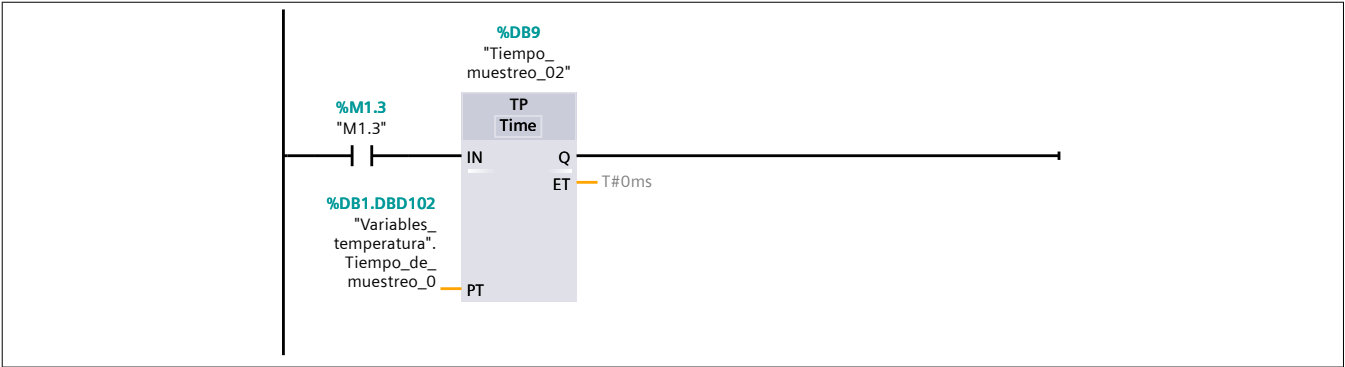 %DB9
"Tiempo_
muestreo_02"
TP
Time
%M1.3
"M1.3"
IN
Q
ET
T#0ms
%DB1.DBD102
"Variables_
temperatura".
Tiempo_de_
muestreo_0
PT